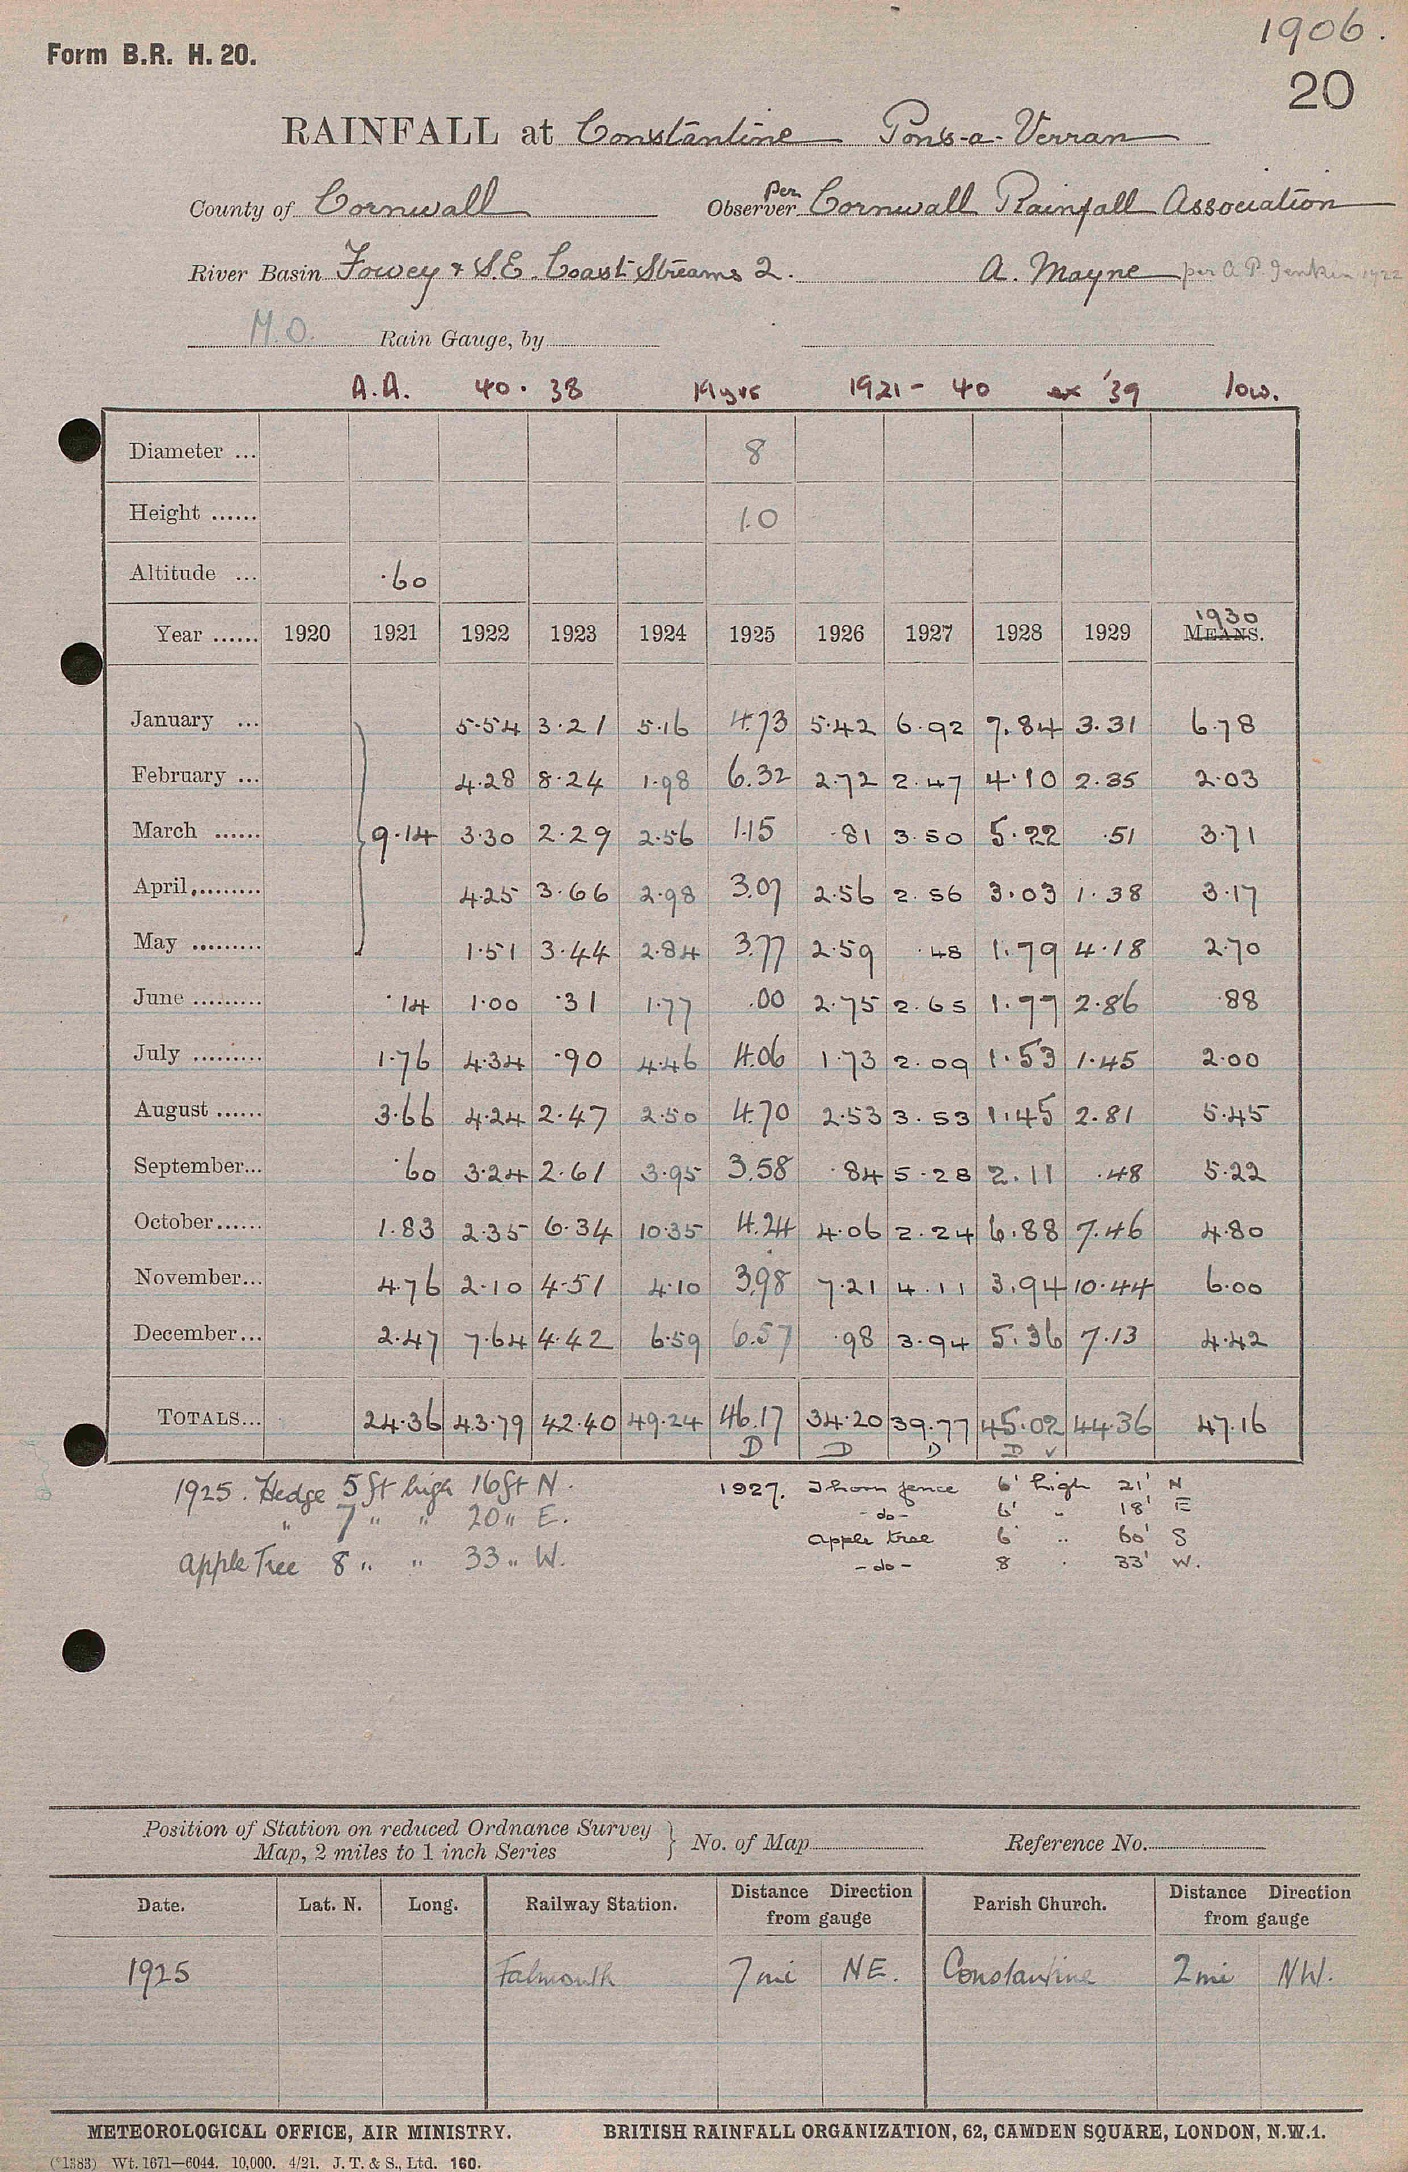 1906.
Form B.R. H. 20.
20
RAINFALL at Constantine Pons-a-Verran
County of Cornwall Observer per Cornwall Rainfall Association
River Basin Fowey & S.E. Coast Streams 2. A. Mayne per A.P. Jenkin 1922
M.O. Rain Gauge, by
A.A. 40.38 19 yrs 1921-40 ex '39 low.
Diameter ... 8
Height ...... 1.0
Altitude ... .60
Year ...... 1920 1921 1922 1923 1924 1925 1926 1927 1928 1929 1930 MEANS.
January ... 5.54 3.21 5.16 4.73 5.42 6.92 7.84 3.31 6.78
February ... 4.28 8.24 1.98 6.32 2.72 2.47 4.10 2.35 2.03
March ...... 9.14 3.30 2.29 2.56 1.15 .81 3.50 5.22 .51 3.71
April......... 4.25 3.66 2.98 3.07 2.56 2.56 3.03 1.38 3.17
May ......... 1.51 3.44 2.84 3.77 2.59 .48 1.79 4.18 2.70
June ......... .14 1.00 .31 1.77 .00 2.75 2.65 1.77 2.86 .88
July ......... 1.76 4.34 .90 4.46 4.06 1.73 2.09 1.53 1.45 2.00
August ...... 3.66 4.24 2.47 2.50 4.70 2.53 3.53 1.45 2.81 5.45
September... .60 3.24 2.61 3.95 3.58 .84 5.28 2.11 .48 5.22
October...... 1.83 2.35 6.34 10.35 4.24 4.06 2.24 6.88 7.46 4.80
November... 4.76 2.10 4.51 4.10 3.98 7.21 4.11 3.94 10.44 6.00
December... 2.47 7.64 4.42 6.59 6.57 .98 3.94 5.36 7.13 4.42
TOTALS... 24.36 43.79 42.40 49.24 46.17 34.20 39.77 45.02 44.36 47.16
D D D D v
1925. Hedge 5 ft high 16 ft N. 1927. Thorn fence 6' high 21' N
" 7 " " 20 " E. -do- 6' " 18' E
apple tree 6' " 60' S
Apple Tree 8 " " 33 " W. -do- 8 " 33' W.
Position of Station on reduced Ordnance Survey
Map, 2 miles to 1 inch Series } No. of Map Reference No.
Date. Lat. N. Long. Railway Station. Distance Direction from gauge Parish Church. Distance Direction from gauge
1925 Falmouth 7 mi NE. Constantine 2 mi NW.
METEOROLOGICAL OFFICE, AIR MINISTRY. BRITISH RAINFALL ORGANIZATION, 62, CAMDEN SQUARE, LONDON, N.W.1.
(*1383) Wt. 1671—6044. 10,000. 4/21. J. T. & S., Ltd. 160.